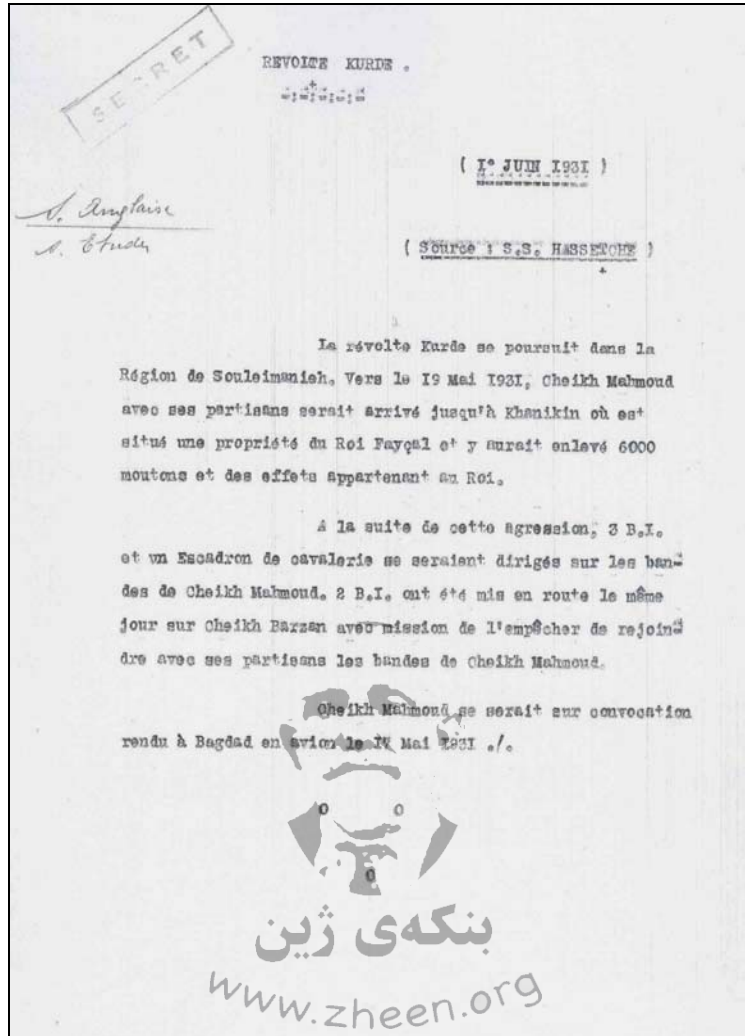 SECRET
REVOLTE KURDE .
( I° JUIN I93I )
S. Anglaise
S. Etudes
( Source : S.S. HASSETCHE )
La révolte Kurde se poursuit dans la
Région de Souleimanieh. Vers le I9 Mai I93I, Cheikh Mahmoud
avec ses partisans serait arrivé jusqu'à Khanikin où est
situé une propriété du Roi Fayçal et y aurait enlevé 6000
moutons et des effets appartenant au Roi.
A la suite de cette agression, 3 B.I.
et un Escadron de cavalerie se seraient dirigés sur les ban-
des de Cheikh Mahmoud. 2 B.I. ont été mis en route le même
jour sur Cheikh Barzan avec mission de l'empêcher de rejoin-
dre avec ses partisans les bandes de Cheikh Mahmoud.
Cheikh Mahmoud se serait sur convocation
rendu à Bagdad en avion le Mai I93I ./.
o o
o
بنکەی ژین
www.zheen.org